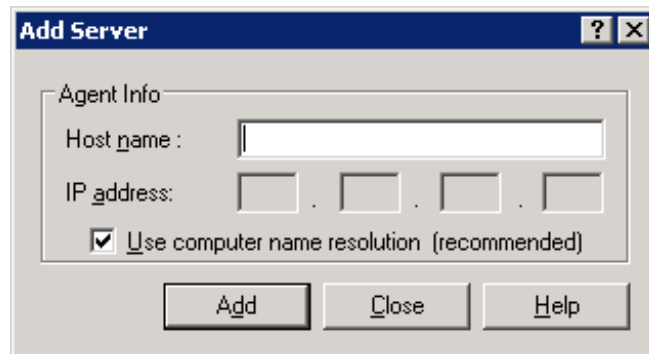 Add Server
Agent Info
Host name :
IP address:
. . .
Use computer name resolution (recommended)
Add Close Help